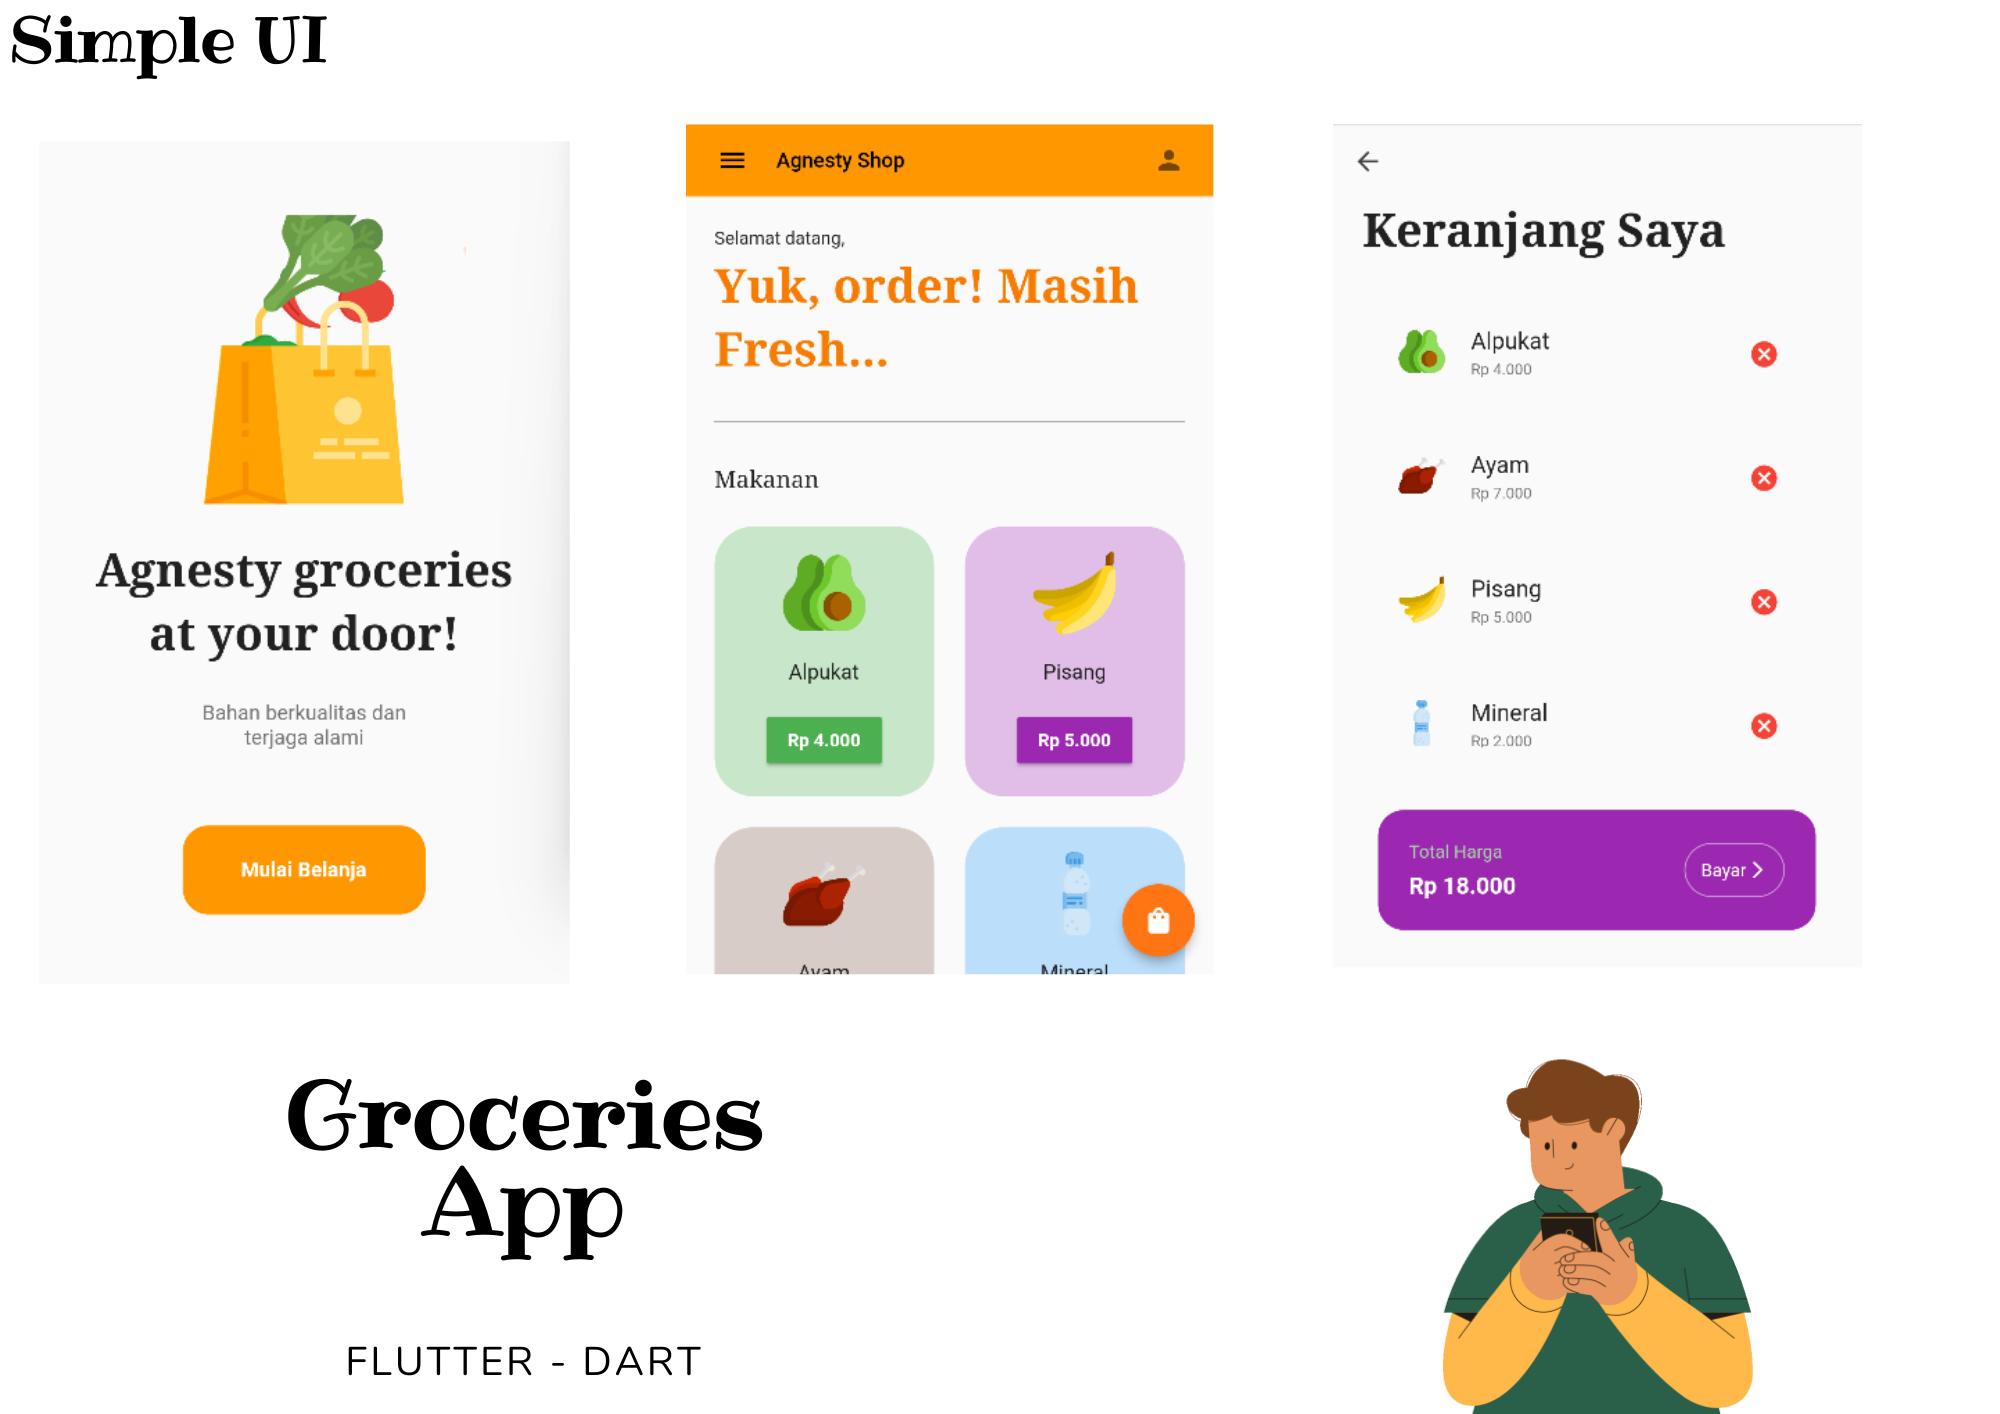 Simple UI
Agnesty groceries
at your door!
Bahan berkualitas dan
terjaga alami
Mulai Belanja
Agnesty Shop
Selamat datang,
Yuk, order! Masih
Fresh...
Makanan
Alpukat
Rp 4.000
Pisang
Rp 5.000
Ayam
Mineral
Keranjang Saya
Alpukat
Rp 4.000
Ayam
Rp 7.000
Pisang
Rp 5.000
Mineral
Rp 2.000
Total Harga
Rp 18.000
Bayar
Groceries
App
FLUTTER - DART